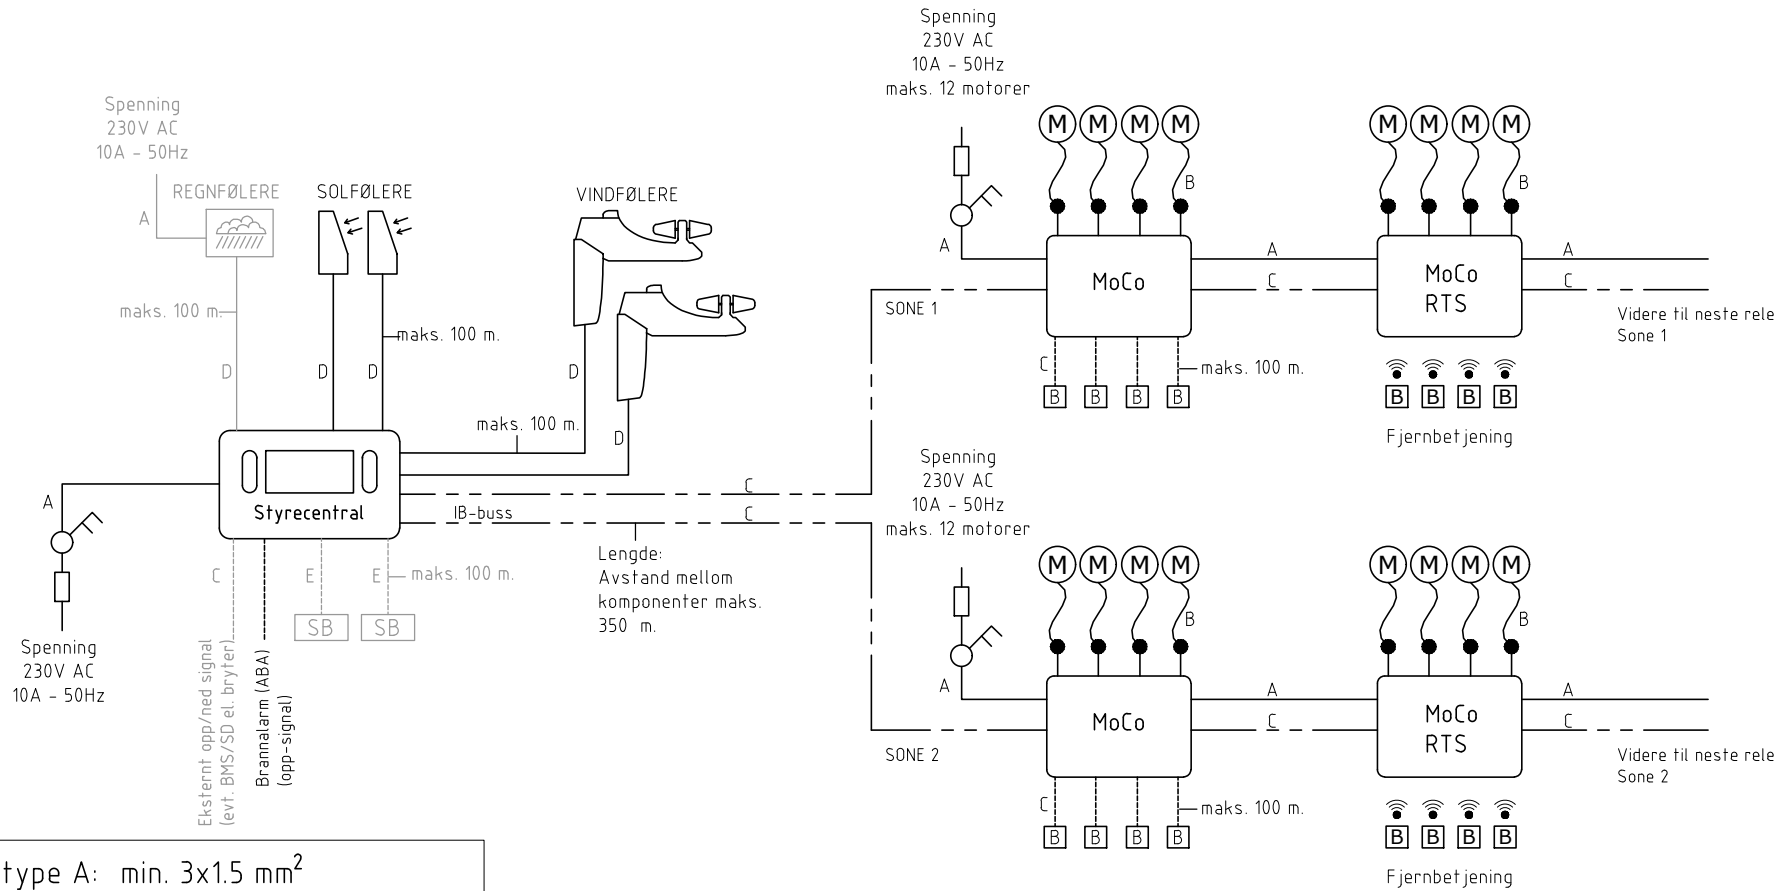 Spenning
230V AC
10A - 50Hz
maks. 12 motorer
Spenning
230V AC
10A - 50Hz
A
REGNFØLERE
SOLFØLERE
VINDFØLERE
maks. 100 m.
maks. 100 m.
D
D
D
D
D
maks. 100 m.
Styrecentral
IB-buss
C
C
Lengde:
Avstand mellom
komponenter maks.
350 m.
A
Spenning
230V AC
10A - 50Hz
C
E
E
maks. 100 m.
SB
SB
Eksternt opp/ned signal
(evt. BMS/SD el. bryter)
Brannalarm (ABA)
(opp-signal)
M M M M
M M M M
B
B
A
MoCo
A
C
MoCo
RTS
A
C
SONE 1
Videre til neste rele
Sone 1
C
maks. 100 m.
B B B B
B B B B
Fjernbetjening
Spenning
230V AC
10A - 50Hz
maks. 12 motorer
M M M M
M M M M
B
B
A
MoCo
A
C
MoCo
RTS
A
C
SONE 2
Videre til neste rele
Sone 2
C
maks. 100 m.
B B B B
B B B B
Fjernbetjening
type A: min. 3x1.5 mm²